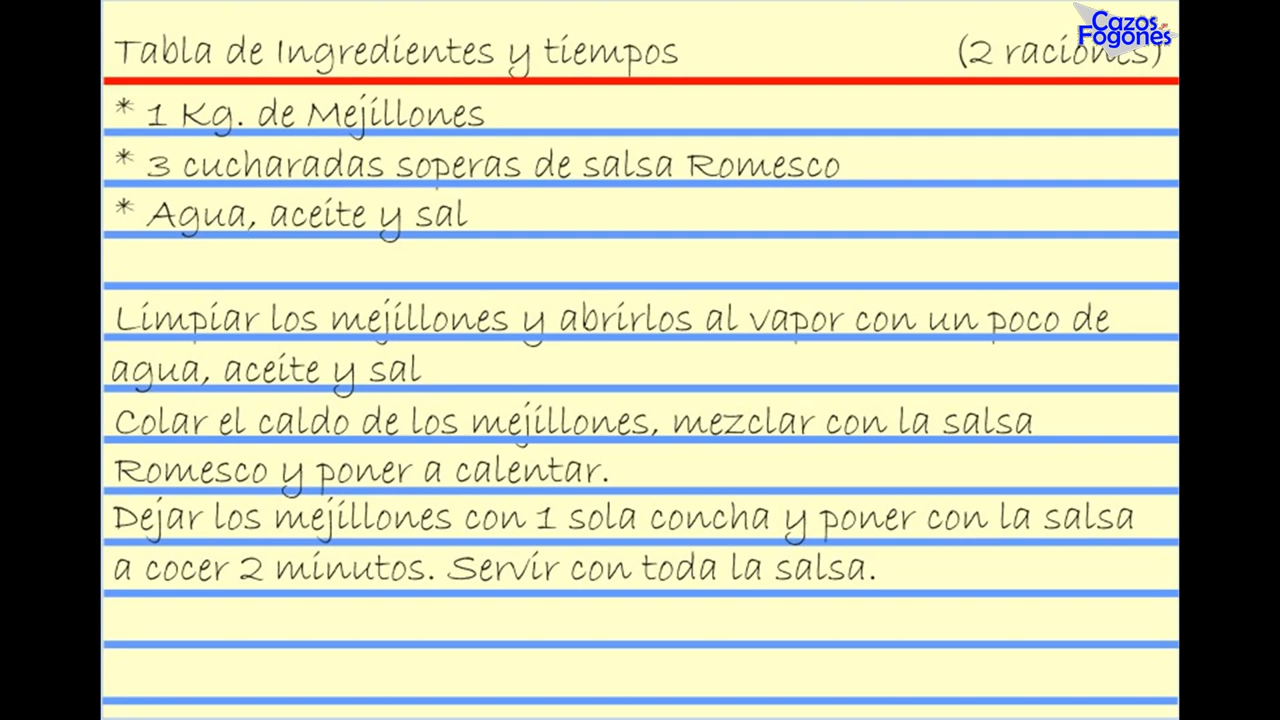 Cazos en
Fogones
Tabla de Ingredientes y tiempos (2 raciones)
* 1 Kg. de Mejillones
* 3 cucharadas soperas de salsa Romesco
* Agua, aceite y sal
Limpiar los mejillones y abrirlos al vapor con un poco de
agua, aceite y sal
Colar el caldo de los mejillones, mezclar con la salsa
Romesco y poner a calentar.
Dejar los mejillones con 1 sola concha y poner con la salsa
a cocer 2 minutos. Servir con toda la salsa.